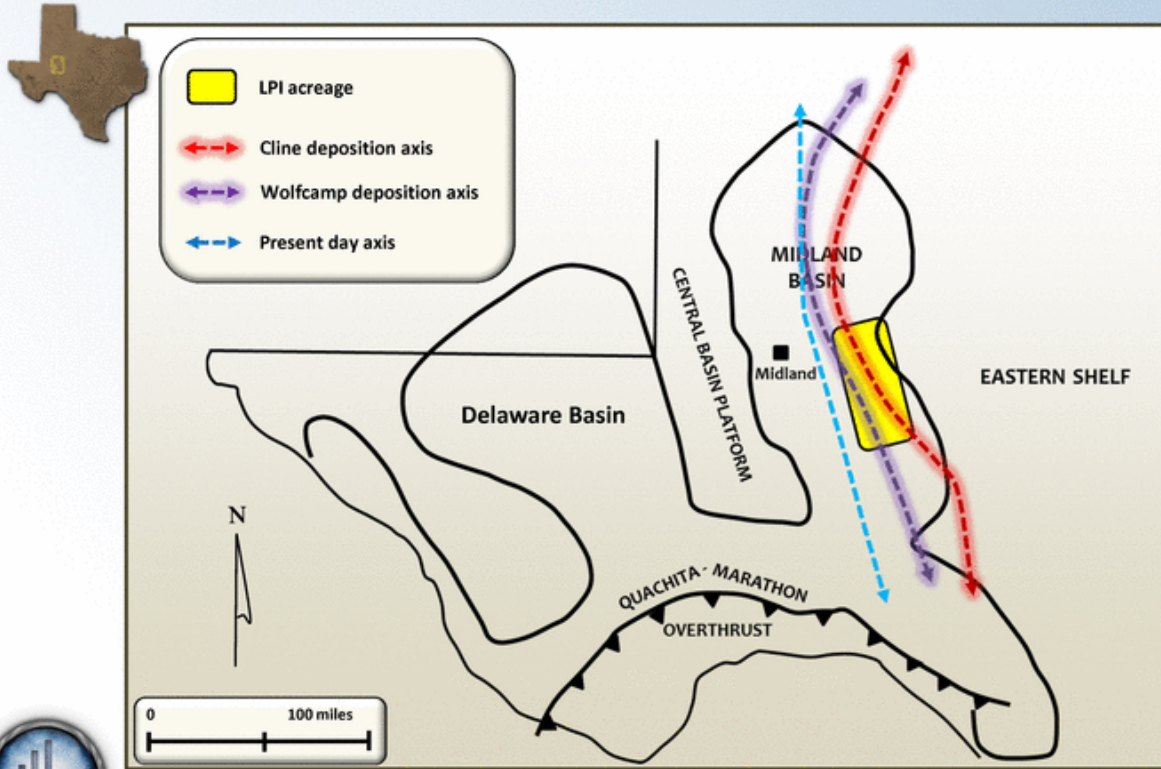 LPI acreage
Cline deposition axis
Wolfcamp deposition axis
Present day axis
MIDLAND
BASIN
CENTRAL BASIN PLATFORM
Midland
EASTERN SHELF
Delaware Basin
N
QUACHITA - MARATHON
OVERTHRUST
0 100 miles